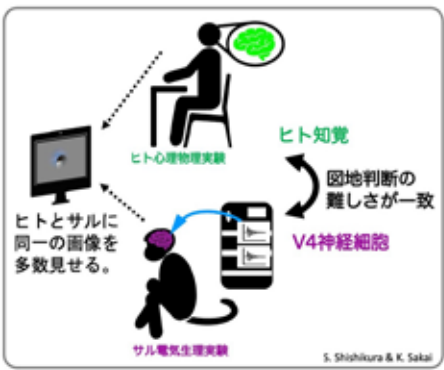 ヒト心理物理実験
ヒト知覚
図地判断の
難しさが一致
ヒトとサルに
同一の画像を
多数見せる。
V4神経細胞
サル電気生理実験
S. Shishikura & K. Sakai